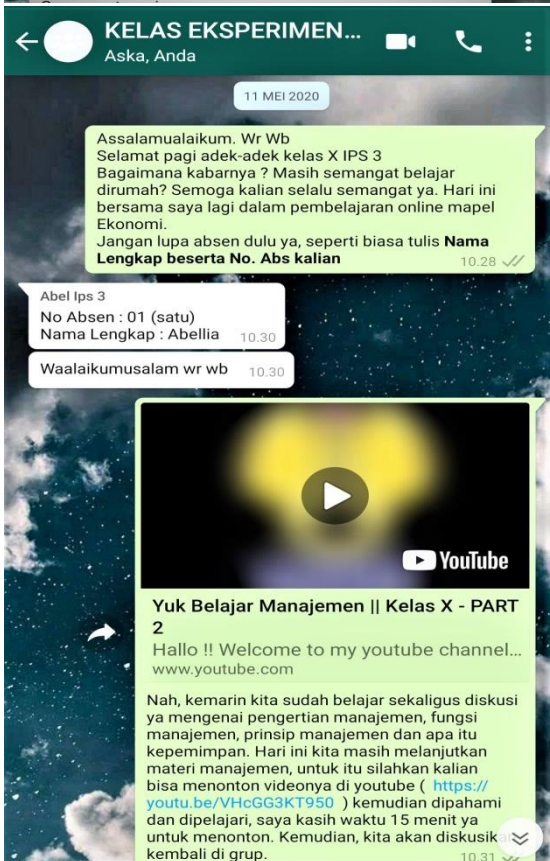 KELAS EKSPERIMEN...
Aska, Anda
11 MEI 2020
Assalamualaikum. Wr Wb
Selamat pagi adek-adek kelas X IPS 3
Bagaimana kabarnya ? Masih semangat belajar
dirumah? Semoga kalian selalu semangat ya. Hari ini
bersama saya lagi dalam pembelajaran online mapel
Ekonomi.
Jangan lupa absen dulu ya, seperti biasa tulis Nama
Lengkap beserta No. Abs kalian 10.28
Abel Ips 3
No Absen : 01 (satu)
Nama Lengkap : Abellia 10.30
Waalaikumusalam wr wb 10.30
YouTube
Yuk Belajar Manajemen || Kelas X - PART
2
Hallo !! Welcome to my youtube channel...
www.youtube.com
Nah, kemarin kita sudah belajar sekaligus diskusi
ya mengenai pengertian manajemen, fungsi
manajemen, prinsip manajemen dan apa itu
kepemimpan. Hari ini kita masih melanjutkan
materi manajemen, untuk itu silahkan kalian
bisa menonton videonya di youtube ( https://
youtu.be/VHcGG3KT950 ) kemudian dipahami
dan dipelajari, saya kasih waktu 15 menit ya
untuk menonton. Kemudian, kita akan
kembali di grup. 10.31